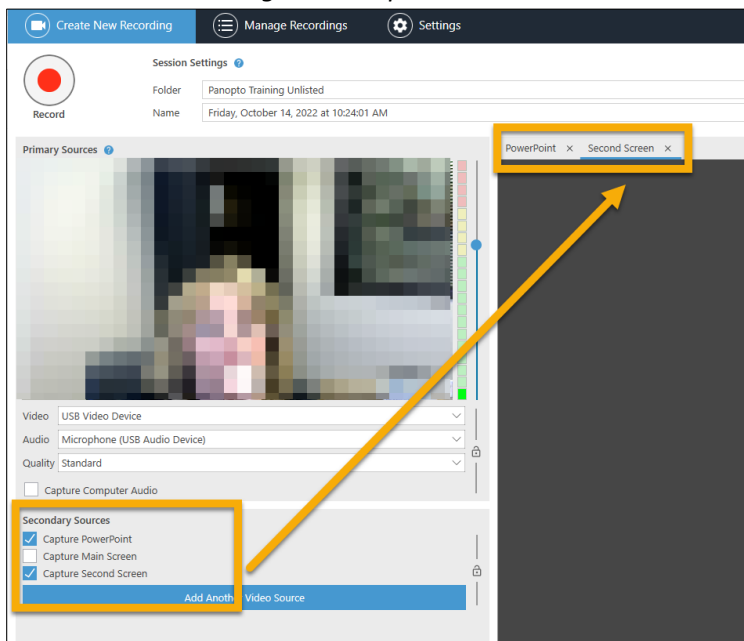 Create New Recording
Manage Recordings
Settings
Record
Session Settings ?
Folder Panopto Training Unlisted
Name Friday, October 14, 2022 at 10:24:01 AM
Primary Sources ?
PowerPoint × Second Screen ×
Video USB Video Device
Audio Microphone (USB Audio Device)
Quality Standard
Capture Computer Audio
Secondary Sources
Capture PowerPoint
Capture Main Screen
Capture Second Screen
Add Another Video Source